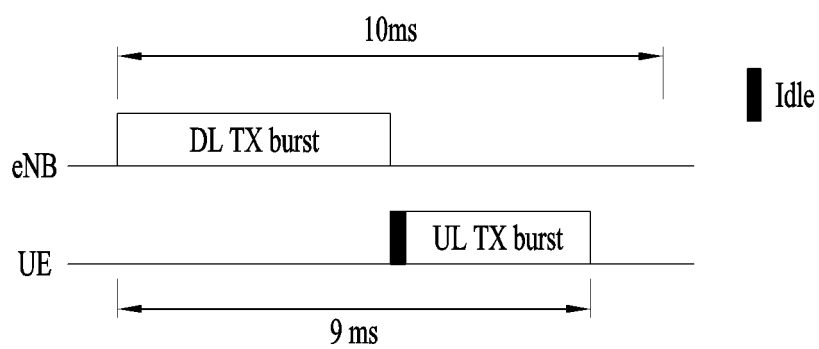 10ms
Idle
DL TX burst
eNB
UL TX burst
UE
9 ms